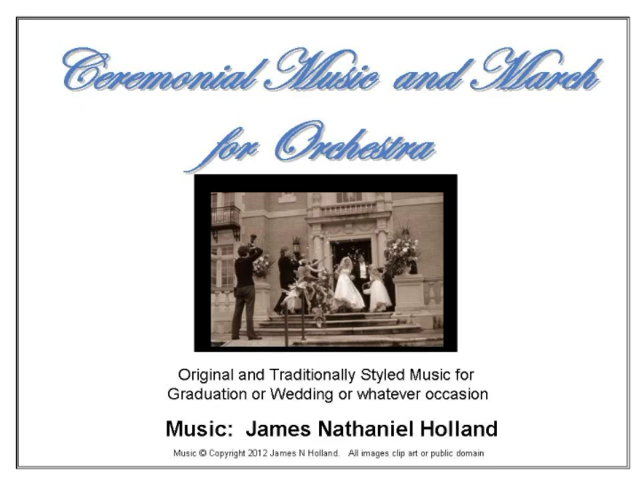 Ceremonial Music and March
for Orchestra
Original and Traditionally Styled Music for
Graduation or Wedding or whatever occasion
Music: James Nathaniel Holland
Music © Copyright 2012 James N Holland. All images clip art or public domain